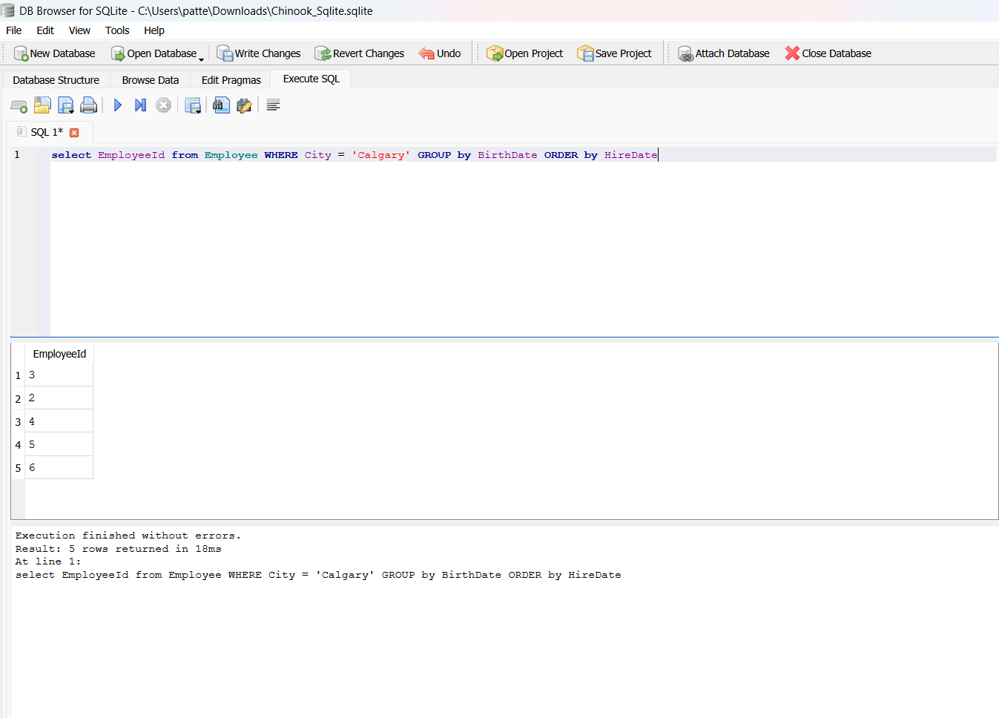 DB Browser for SQLite - C:\Users\patte\Downloads\Chinook_Sqlite.sqlite
File Edit View Tools Help
New Database Open Database Write Changes Revert Changes Undo Open Project Save Project Attach Database Close Database
Database Structure Browse Data Edit Pragmas Execute SQL
SQL 1*
1 select EmployeeId from Employee WHERE City = 'Calgary' GROUP by BirthDate ORDER by HireDate
EmployeeId
1 3
2 2
3 4
4 5
5 6
Execution finished without errors.
Result: 5 rows returned in 18ms
At line 1:
select EmployeeId from Employee WHERE City = 'Calgary' GROUP by BirthDate ORDER by HireDate